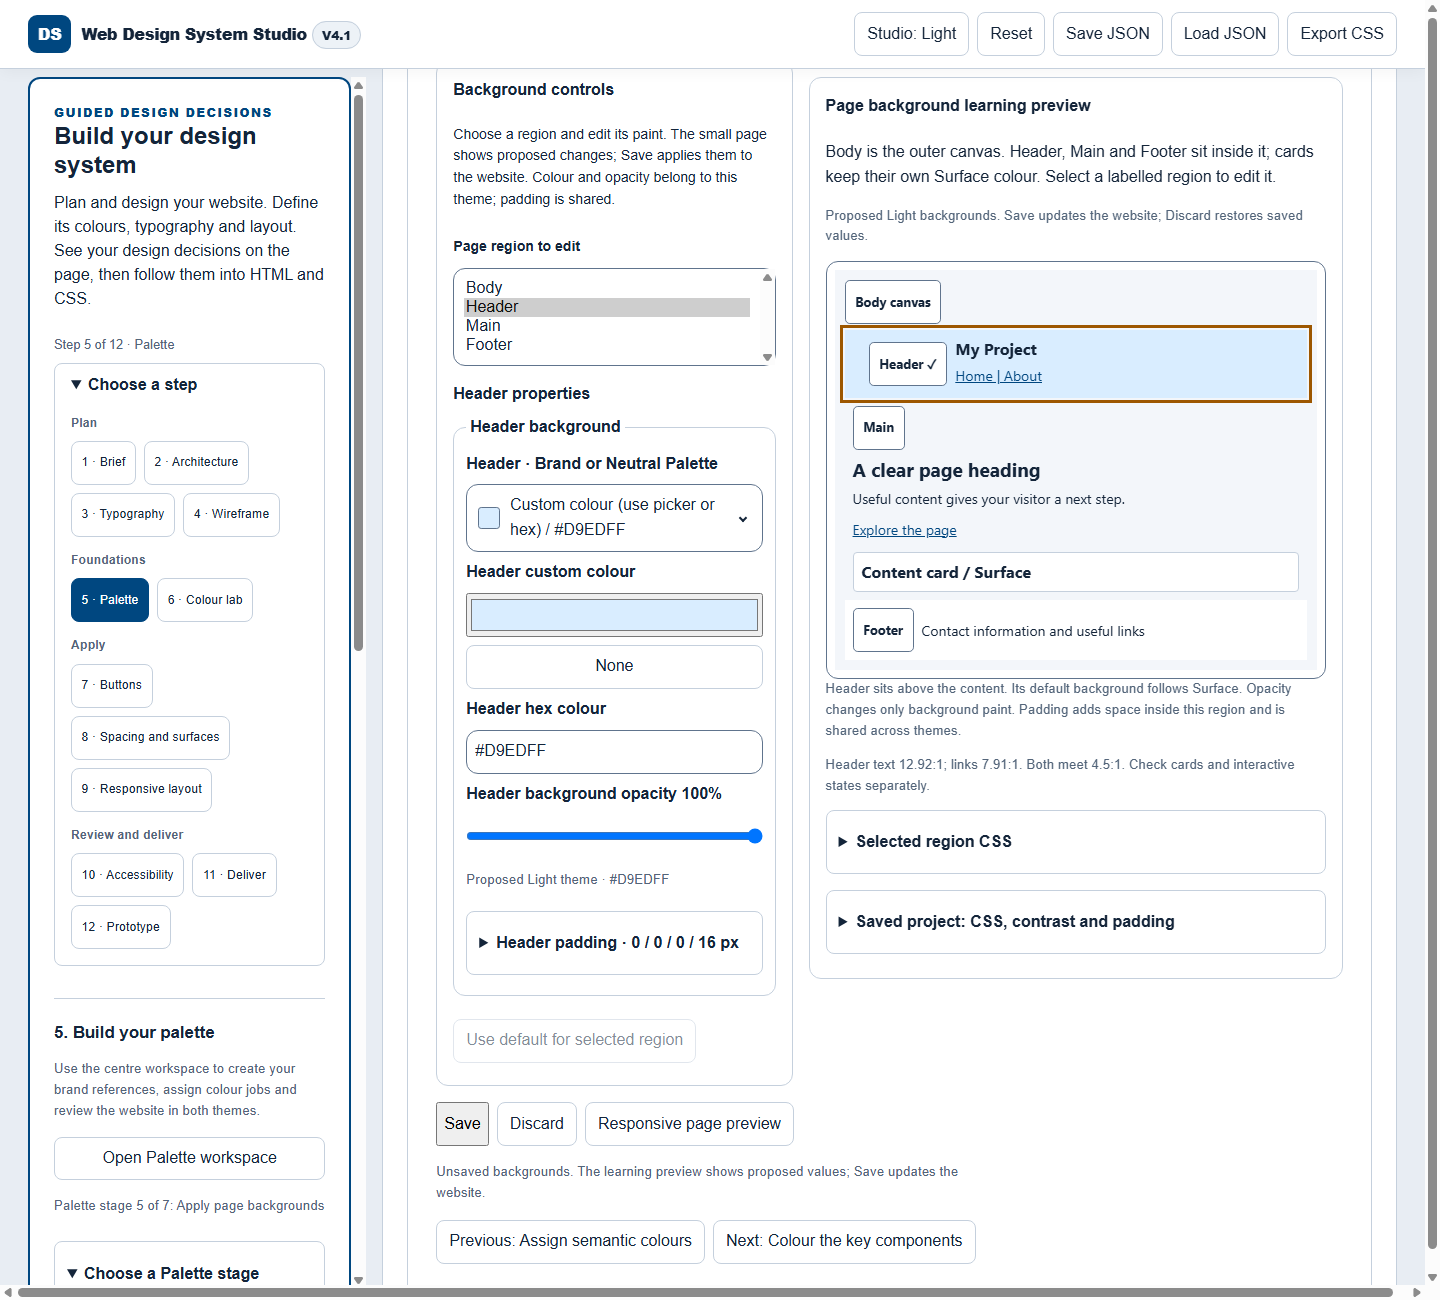 DS Web Design System Studio V4.1
Studio: Light
Reset
Save JSON
Load JSON
Export CSS
GUIDED DESIGN DECISIONS
Build your design
system
Plan and design your website. Define
its colours, typography and layout.
See your design decisions on the
page, then follow them into HTML and
CSS.
Step 5 of 12 · Palette
▼ Choose a step
Plan
1 · Brief
2 · Architecture
3 · Typography
4 · Wireframe
Foundations
5 · Palette
6 · Colour lab
Apply
7 · Buttons
8 · Spacing and surfaces
9 · Responsive layout
Review and deliver
10 · Accessibility
11 · Deliver
12 · Prototype
5. Build your palette
Use the centre workspace to create your
brand references, assign colour jobs and
review the website in both themes.
Open Palette workspace
Palette stage 5 of 7: Apply page backgrounds
▼ Choose a Palette stage
Background controls
Choose a region and edit its paint. The small page
shows proposed changes; Save applies them to
the website. Colour and opacity belong to this
theme; padding is shared.
Page region to edit
Body
Header
Main
Footer
Header properties
Header background
Header · Brand or Neutral Palette
Custom colour (use picker or
hex) / #D9EDFF
Header custom colour
None
Header hex colour
#D9EDFF
Header background opacity 100%
Proposed Light theme · #D9EDFF
▶ Header padding · 0 / 0 / 0 / 16 px
Use default for selected region
Save
Discard
Responsive page preview
Unsaved backgrounds. The learning preview shows proposed values; Save updates the
website.
Previous: Assign semantic colours
Next: Colour the key components
Page background learning preview
Body is the outer canvas. Header, Main and Footer sit inside it; cards
keep their own Surface colour. Select a labelled region to edit it.
Proposed Light backgrounds. Save updates the website; Discard restores saved
values.
Body canvas
Header ✓
My Project
Home | About
Main
A clear page heading
Useful content gives your visitor a next step.
Explore the page
Content card / Surface
Footer
Contact information and useful links
Header sits above the content. Its default background follows Surface. Opacity
changes only background paint. Padding adds space inside this region and is
shared across themes.
Header text 12.92:1; links 7.91:1. Both meet 4.5:1. Check cards and interactive
states separately.
▶ Selected region CSS
▶ Saved project: CSS, contrast and padding